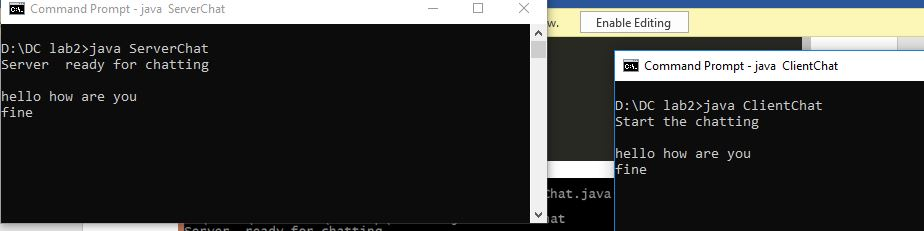 Command Prompt - java ServerChat
D:\DC lab2>java ServerChat
Server  ready for chatting
hello how are you
fine
w.
Enable Editing
Command Prompt - java ClientChat
D:\DC lab2>java ClientChat
Start the chatting
hello how are you
fine
Chat.java
hat
Server  ready for chatting